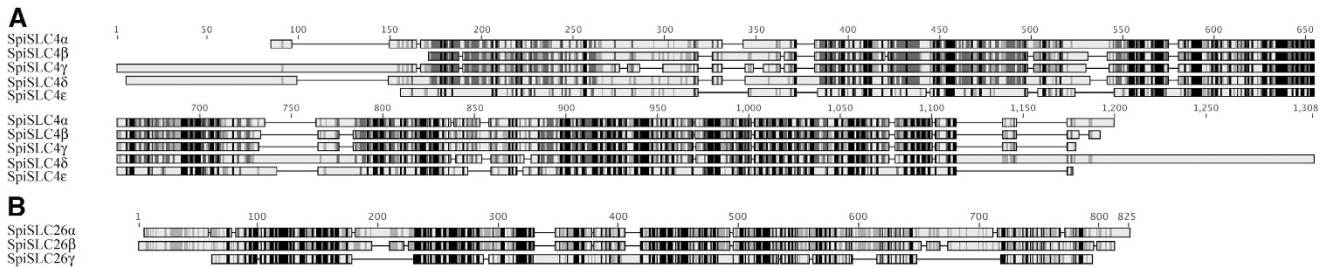 A
1 50 100 150 200 250 300 350 400 450 500 550 600 650
SpiSLC4α
SpiSLC4β
SpiSLC4γ
SpiSLC4δ
SpiSLC4ε
700 750 800 850 900 950 1,000 1,050 1,100 1,150 1,200 1,250 1,308
SpiSLC4α
SpiSLC4β
SpiSLC4γ
SpiSLC4δ
SpiSLC4ε
B
1 100 200 300 400 500 600 700 800 825
SpiSLC26α
SpiSLC26β
SpiSLC26γ